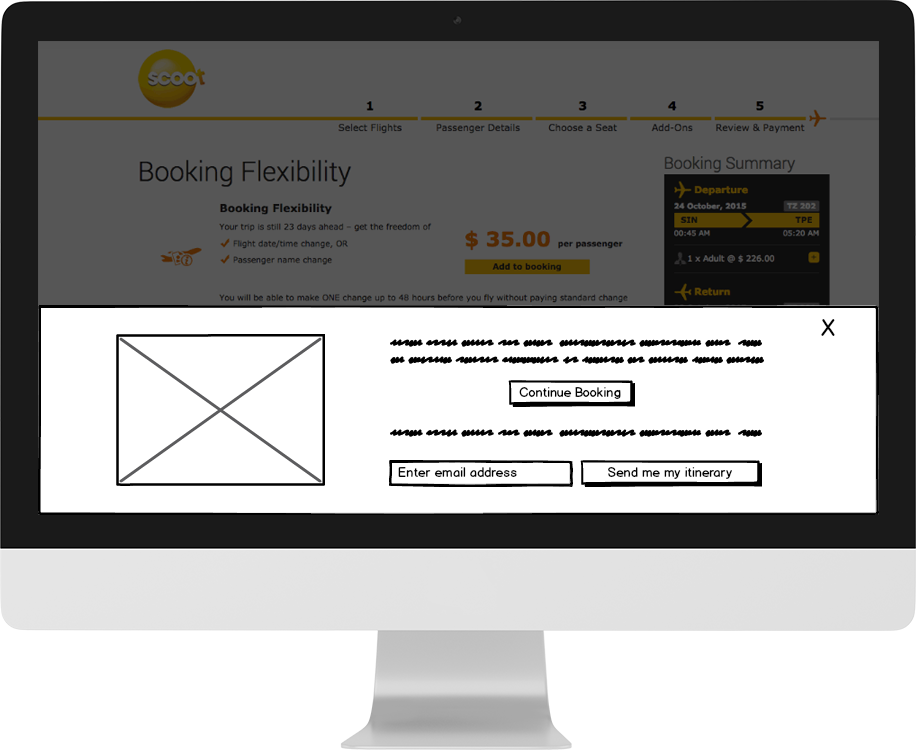 scoot
1 2 3 4 5
Select Flights Passenger Details Choose a Seat Add-Ons Review & Payment
Booking Flexibility
Booking Flexibility
Your trip is still 23 days ahead - get the freedom of
Flight date/time change, OR
Passenger name change
$ 35.00 per passenger
Add to booking
You will be able to make ONE change up to 48 hours before you fly without paying standard change
Booking Summary
Departure
24 October, 2015 TZ 202
SIN TPE
00:45 AM 05:20 AM
1 x Adult @ $ 226.00
Return
X
Continue Booking
Enter email address Send me my itinerary